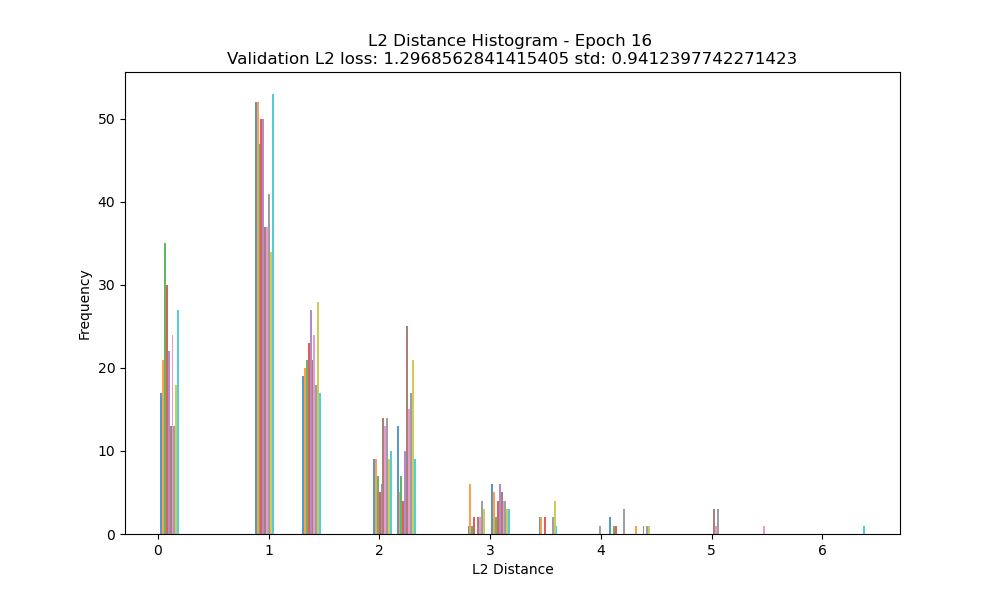 L2 Distance Histogram - Epoch 16
Validation L2 loss: 1.2968562841415405 std: 0.9412397742271423
Frequency
50
40
30
20
10
0
0 1 2 3 4 5 6
L2 Distance